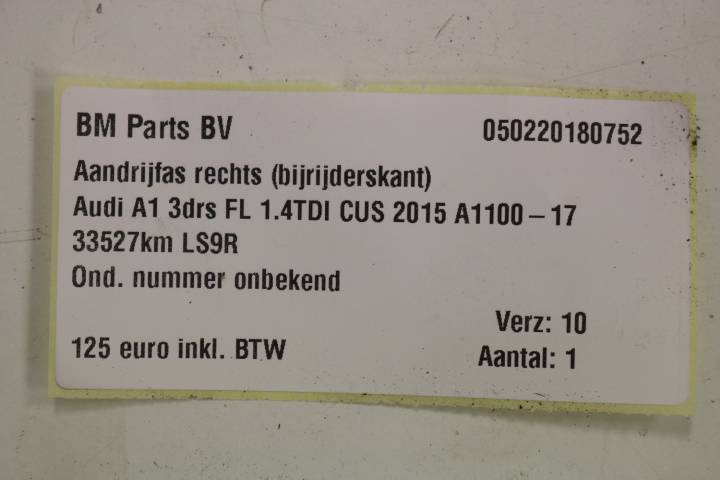 BM Parts BV 050220180752
Aandrijfas rechts (bijrijderskant)
Audi A1 3drs FL 1.4TDI CUS 2015 A1100-17
33527km LS9R
Ond. nummer onbekend
Verz: 10
125 euro inkl. BTW Aantal: 1